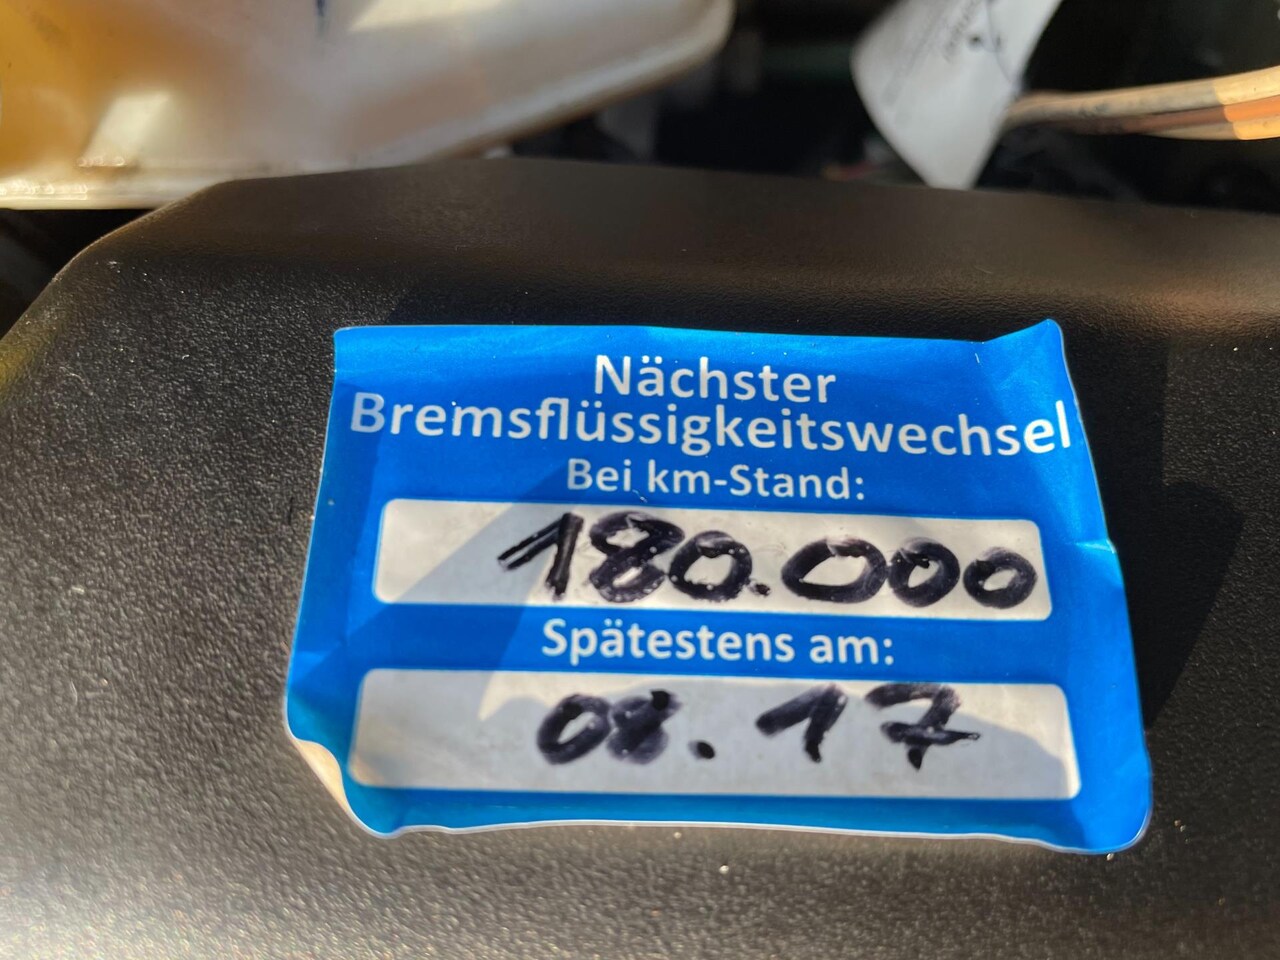 Nächster
Bremsflüssigkeitswechsel
Bei km-Stand:
180.000
Spätestens am:
08.17